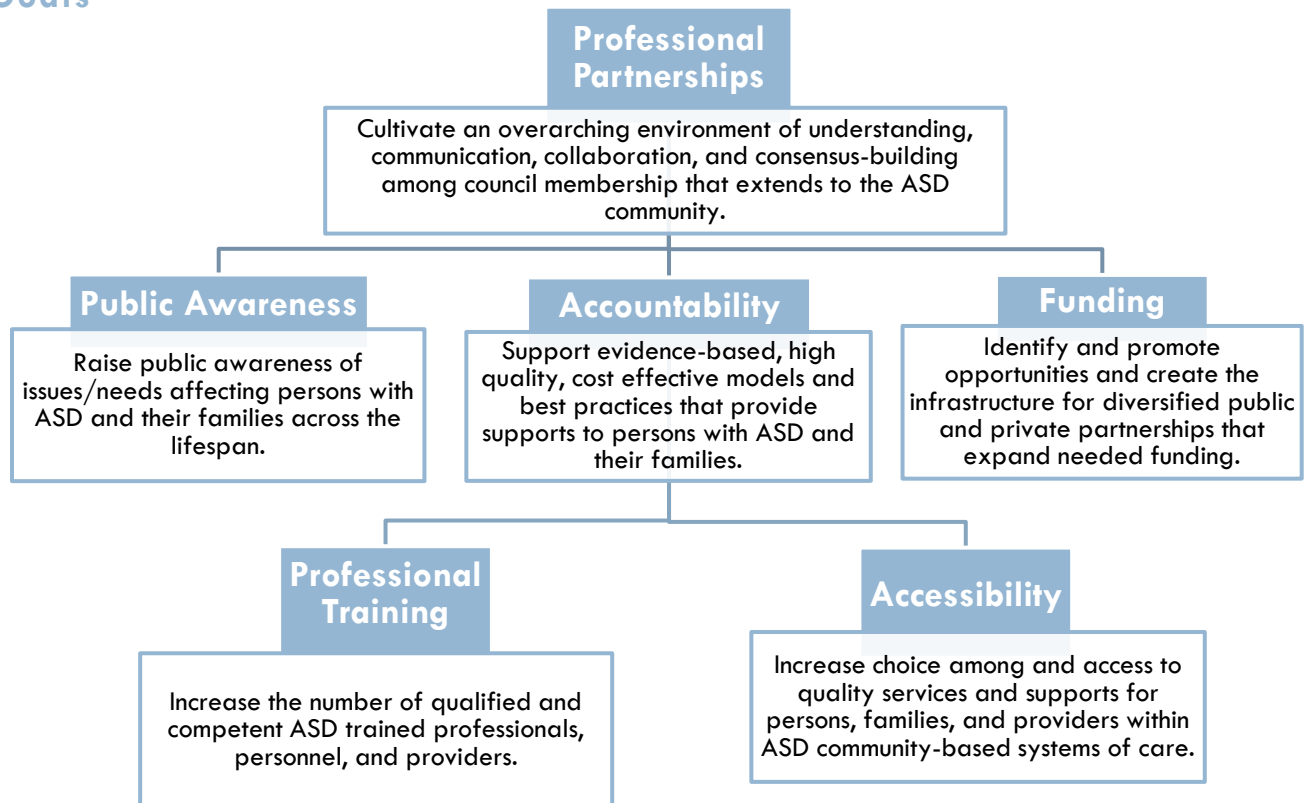 Goals
Professional
Partnerships
Cultivate an overarching environment of understanding,
communication, collaboration, and consensus-building
among council membership that extends to the ASD
community.
Public Awareness
Raise public awareness of
issues/needs affecting persons with
ASD and their families across the
lifespan.
Accountability
Support evidence-based, high
quality, cost effective models and
best practices that provide
supports to persons with ASD and
their families.
Funding
Identify and promote
opportunities and create the
infrastructure for diversified public
and private partnerships that
expand needed funding.
Professional
Training
Increase the number of qualified and
competent ASD trained professionals,
personnel, and providers.
Accessibility
Increase choice among and access to
quality services and supports for
persons, families, and providers within
ASD community-based systems of care.